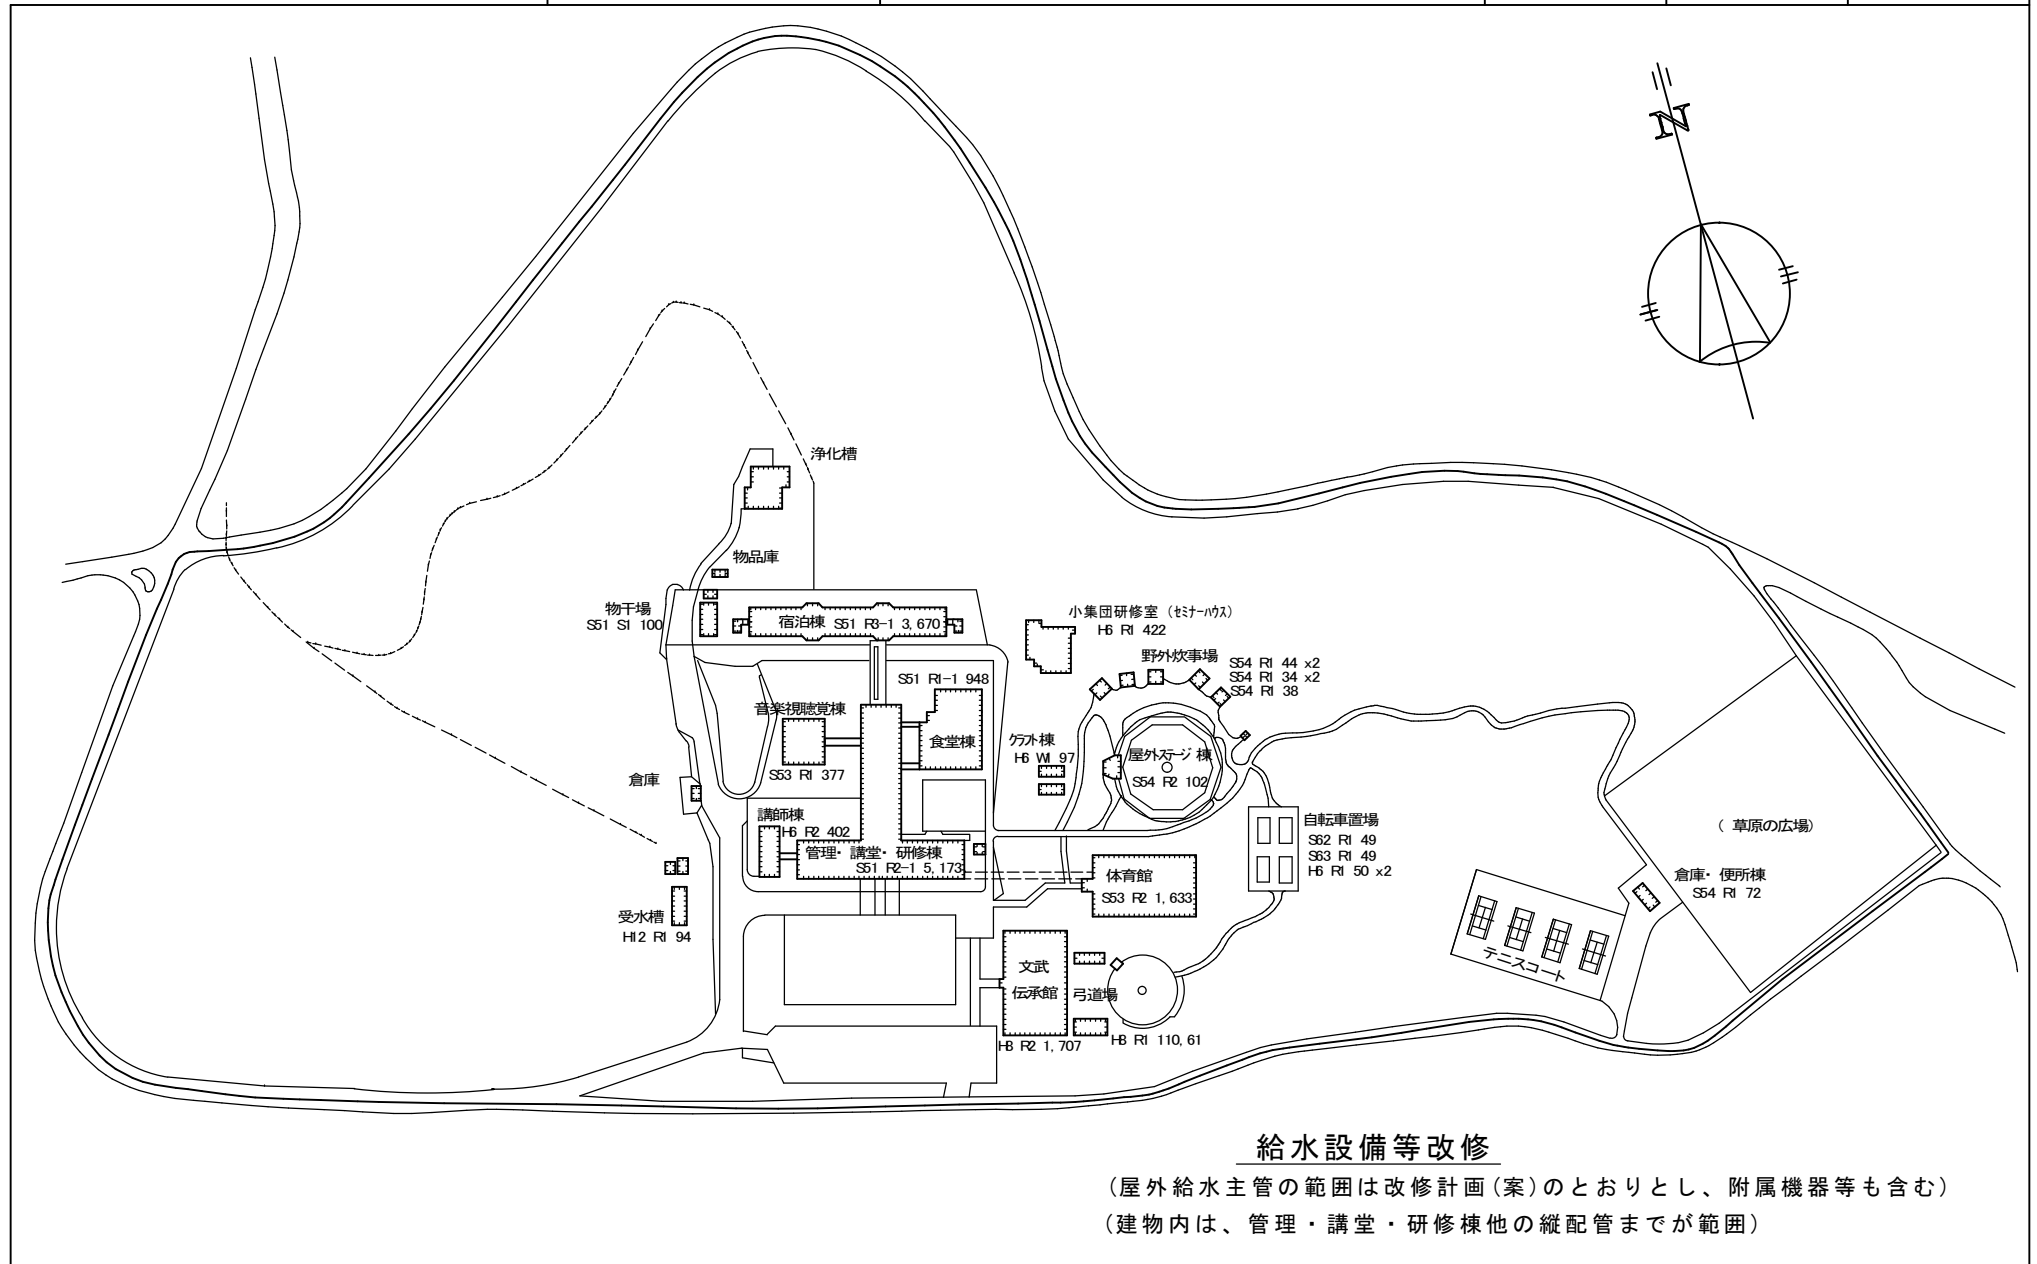 N
浄化槽
物品庫
物干場
S51 S1 100
宿泊棟 S51 R3-1 3,670
小集団研修室 (セミナーハウス)
H6 R1 422
野外炊事場
S54 R1 44 x2
S54 R1 34 x2
S54 R1 38
S51 R1-1 948
音楽視聴覚棟
食堂棟
S53 R1 377
クラフト棟
H6 W1 97
屋外ステージ棟
S54 R2 102
倉庫
講師棟
H6 R2 402
管理・講堂・研修棟
S51 R2-1 5,173
自転車置場
S62 R1 49
S63 R1 49
H6 R1 50 x2
(草原の広場)
体育館
S53 R2 1,633
倉庫・便所棟
S54 R1 72
受水槽
H12 R1 94
テニスコート
文武
伝承館
弓道場
H8 R2 1,707
H8 R1 110,61
給水設備等改修
(屋外給水主管の範囲は改修計画(案)のとおりとし、附属機器等も含む)
(建物内は、管理・講堂・研修棟他の縦配管までが範囲)